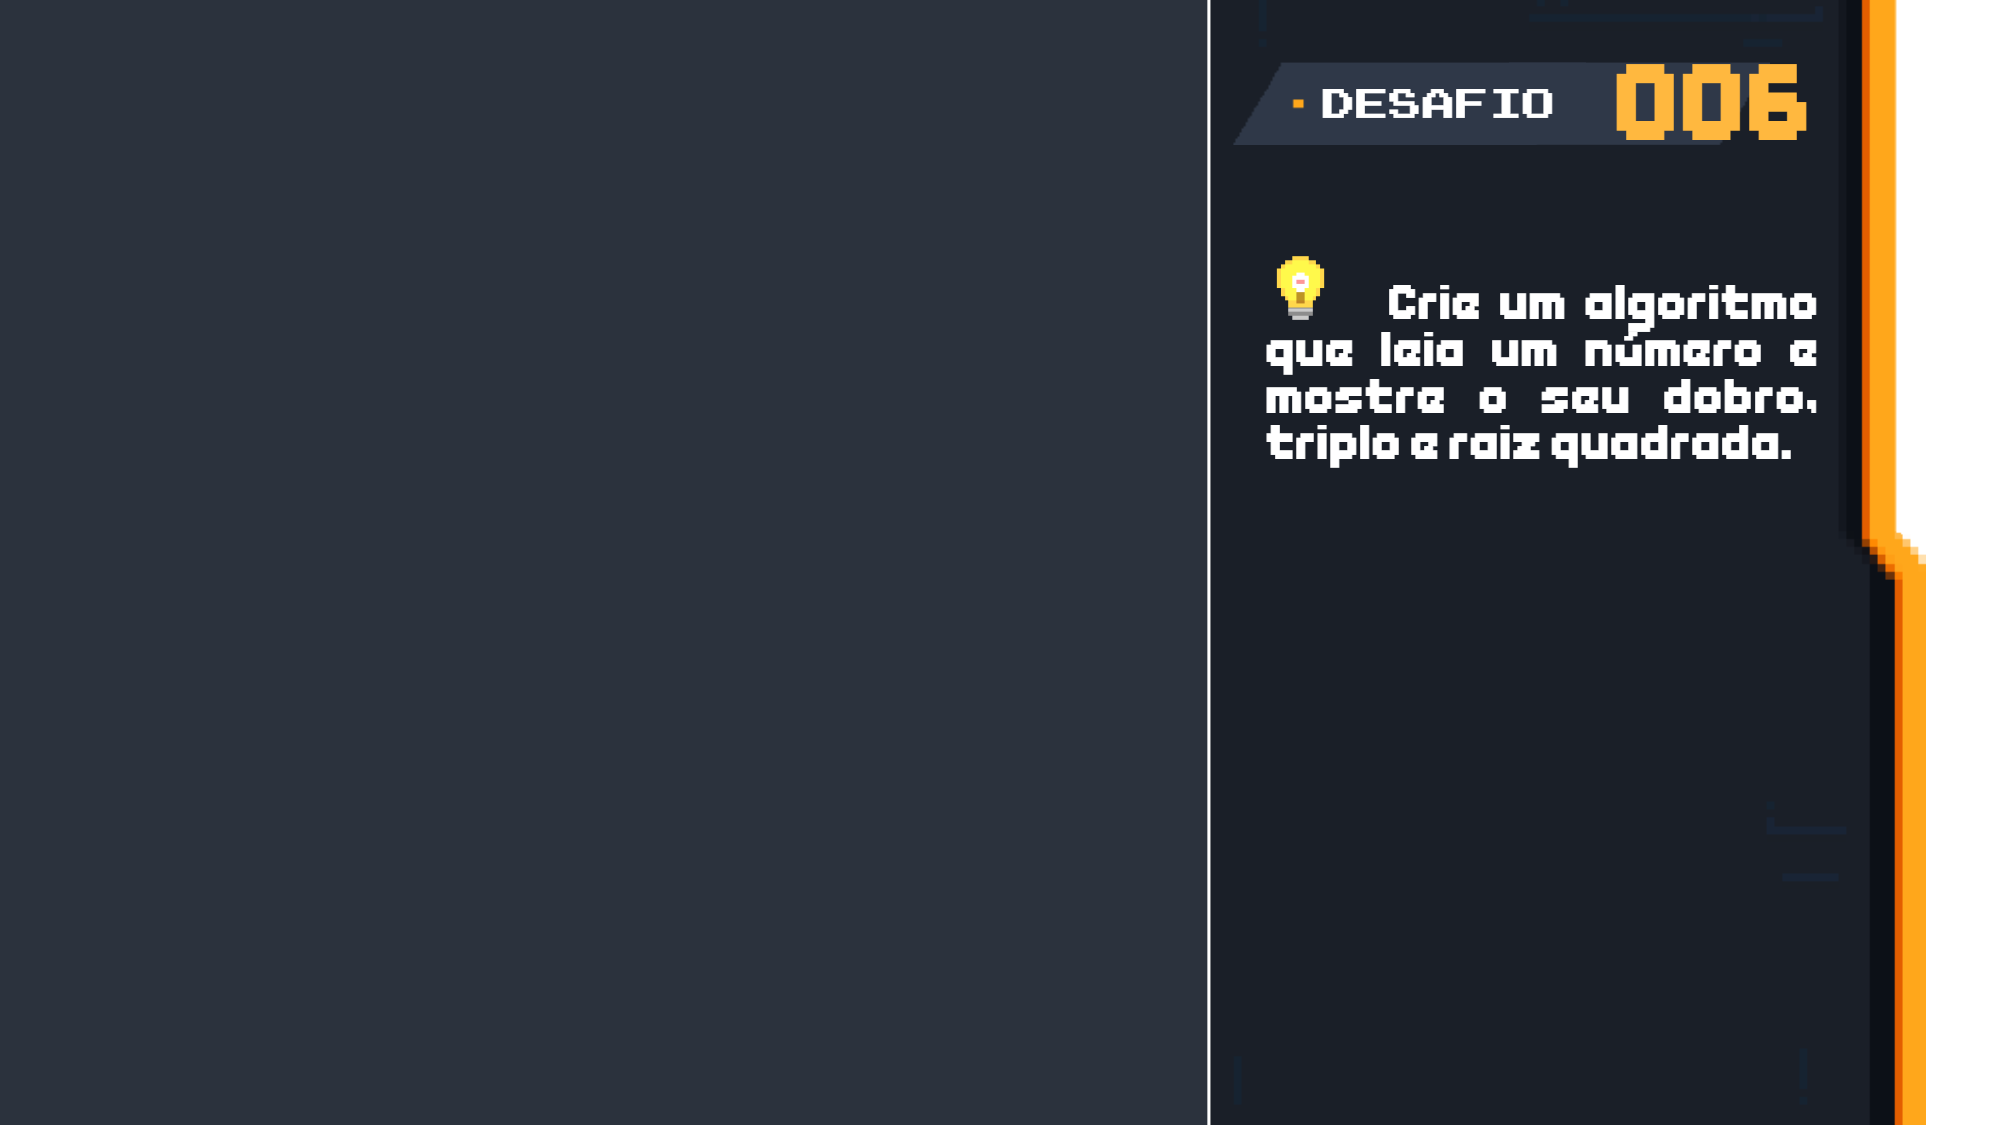 DESAFIO 006
Crie um algoritmo
que leia um número e
mostre o seu dobro,
triplo e raiz quadrada.